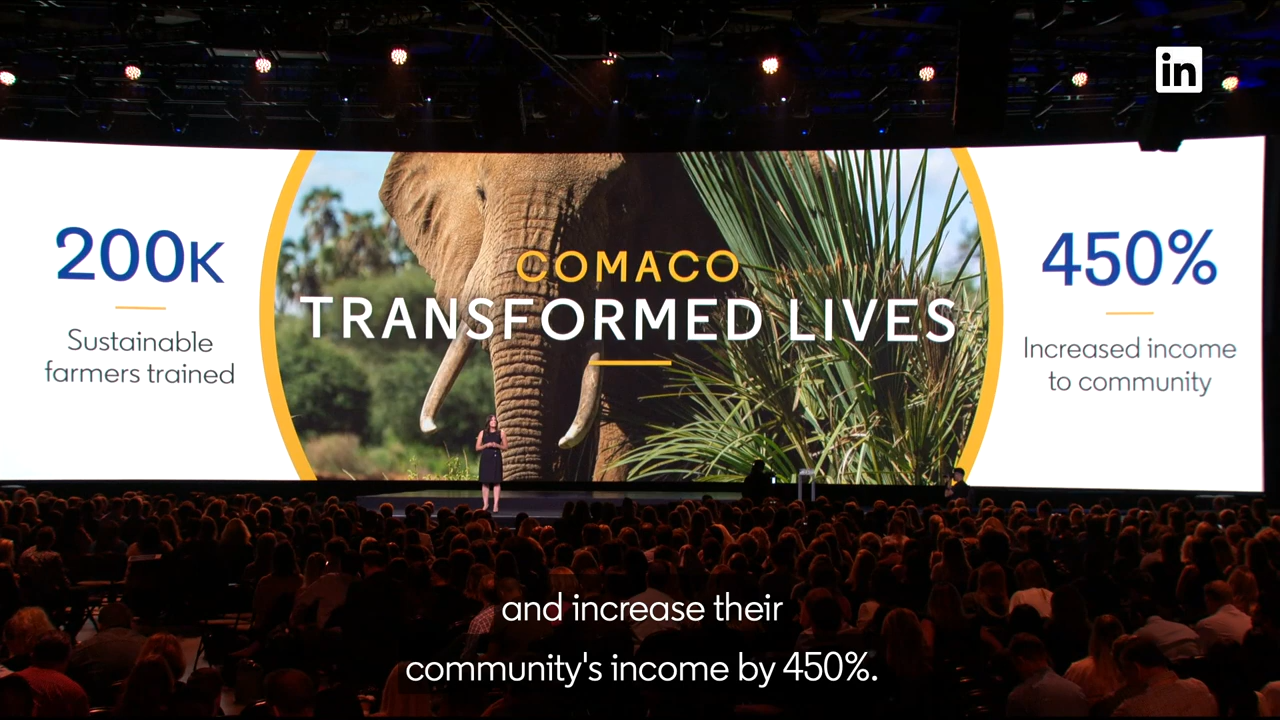 in
200K
Sustainable
farmers trained
COMACO
TRANSFORMED LIVES
450%
Increased income
to community
and increase their
community's income by 450%.